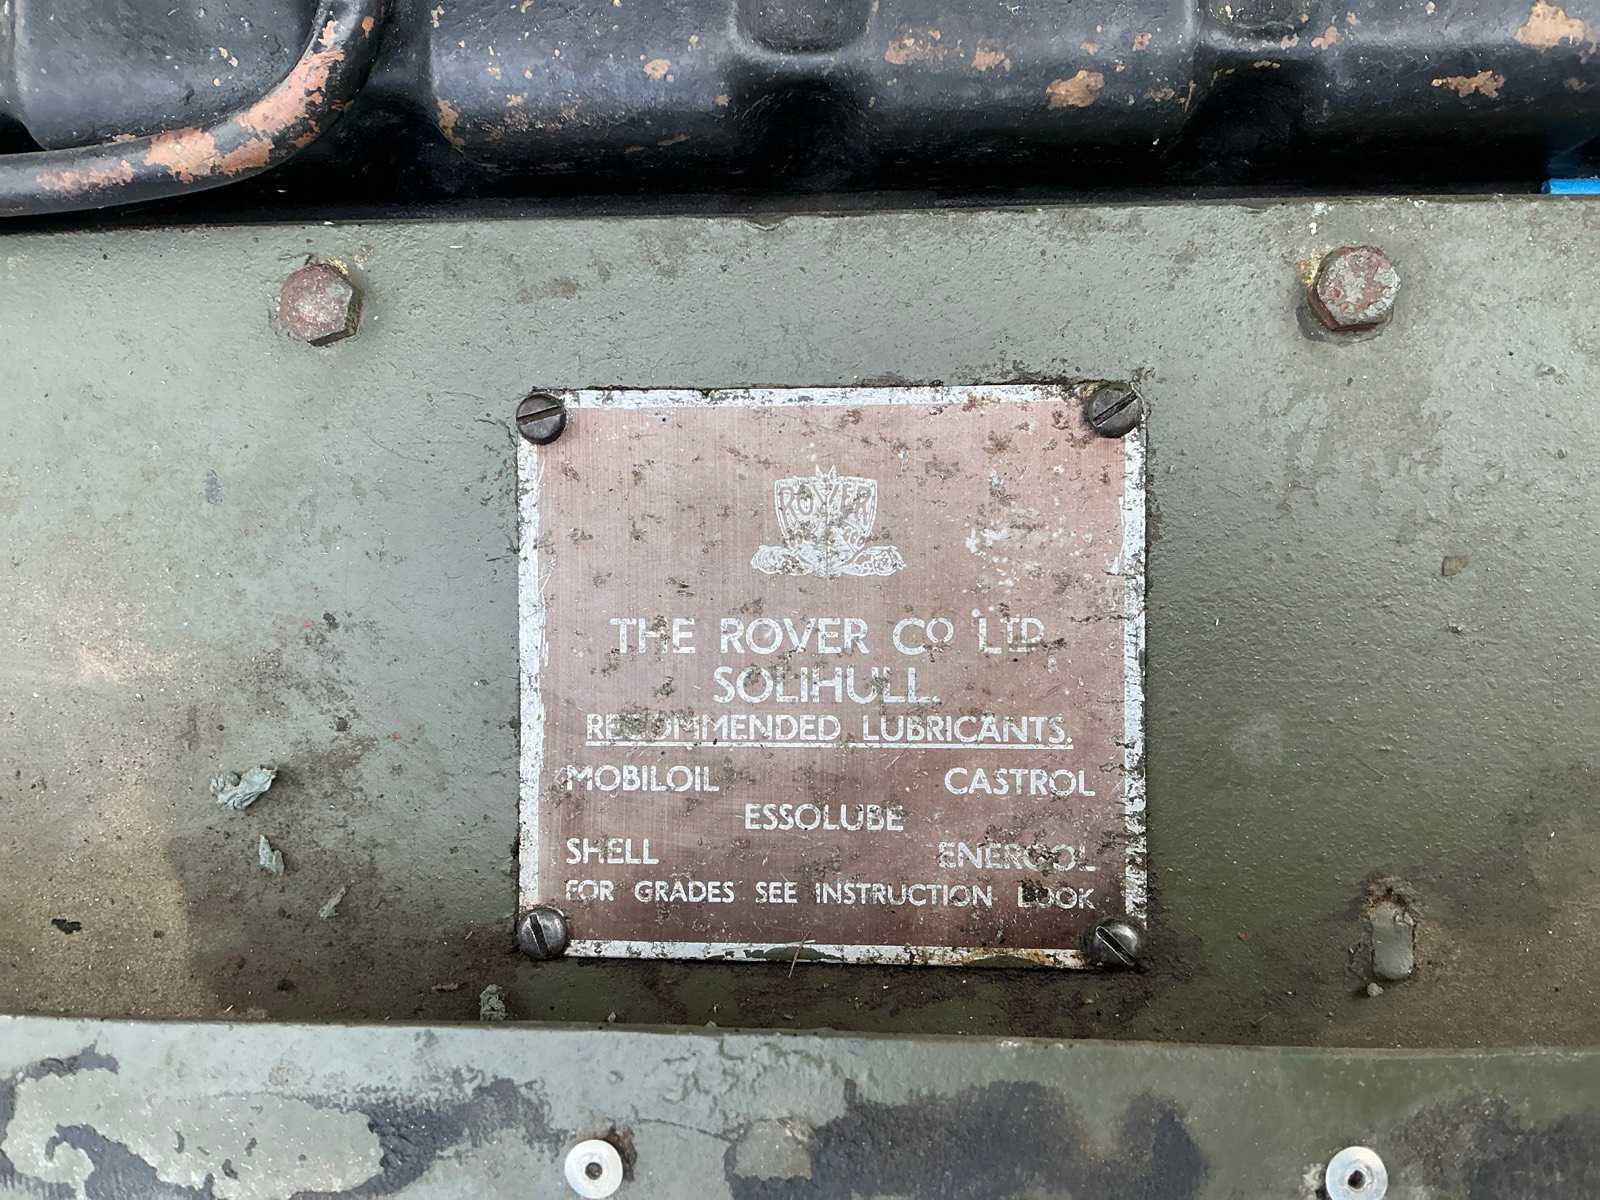 ROVER
THE ROVER CO LTD.
SOLIHULL.
RECOMMENDED LUBRICANTS.
MOBILOIL CASTROL
ESSOLUBE
SHELL ENERGOL
FOR GRADES SEE INSTRUCTION BOOK